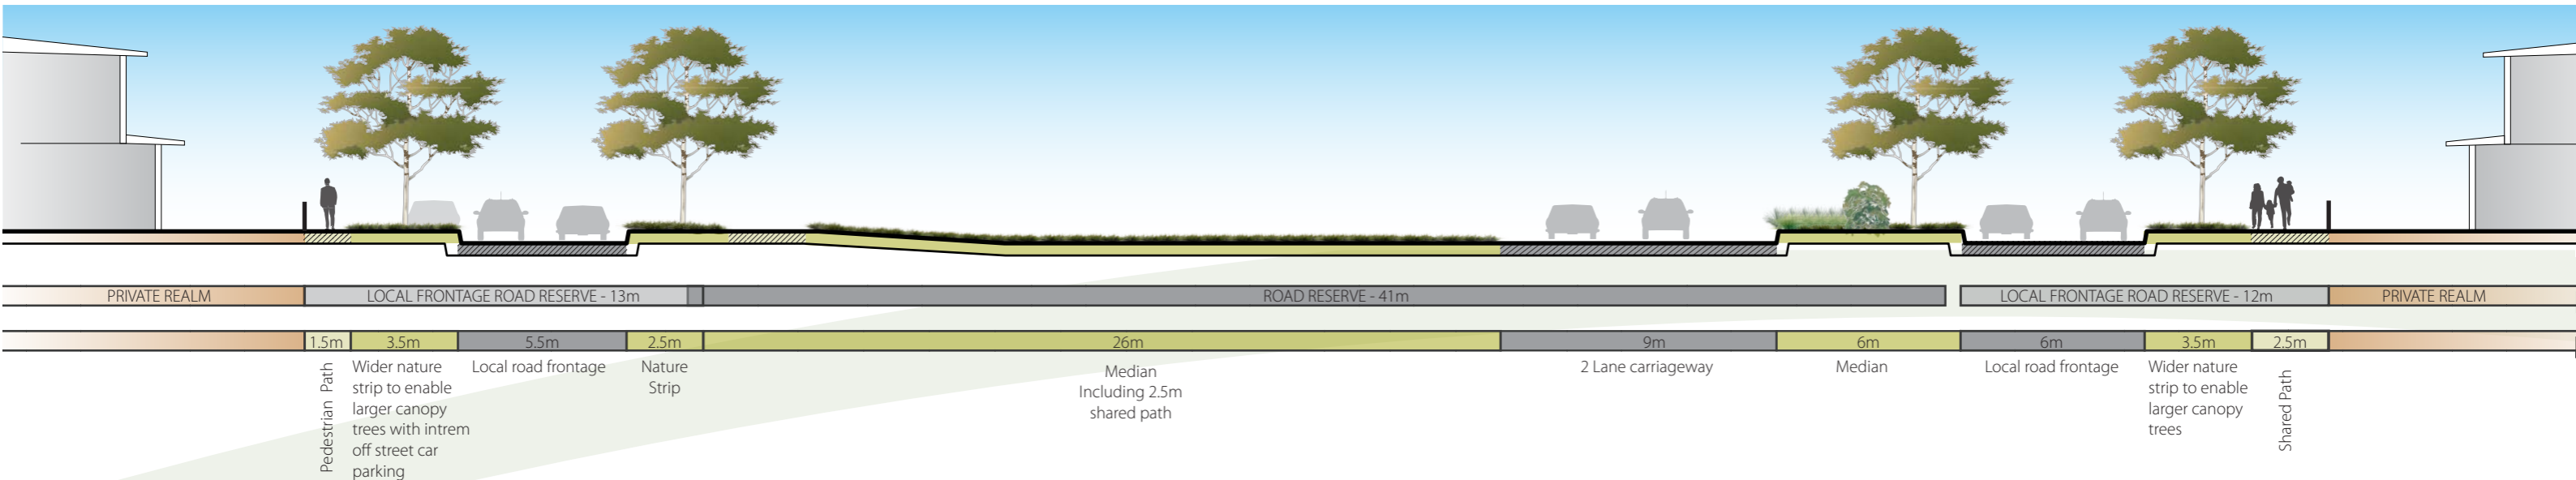 PRIVATE REALM
LOCAL FRONTAGE ROAD RESERVE - 13m
ROAD RESERVE - 41m
LOCAL FRONTAGE ROAD RESERVE - 12m
PRIVATE REALM
1.5m
3.5m
5.5m
2.5m
26m
9m
6m
6m
3.5m
2.5m
Pedestrian Path
Wider nature
strip to enable
larger canopy
trees with intrem
off street car
parking
Local road frontage
Nature
Strip
Median
Including 2.5m
shared path
2 Lane carriageway
Median
Local road frontage
Wider nature
strip to enable
larger canopy
trees
Shared Path